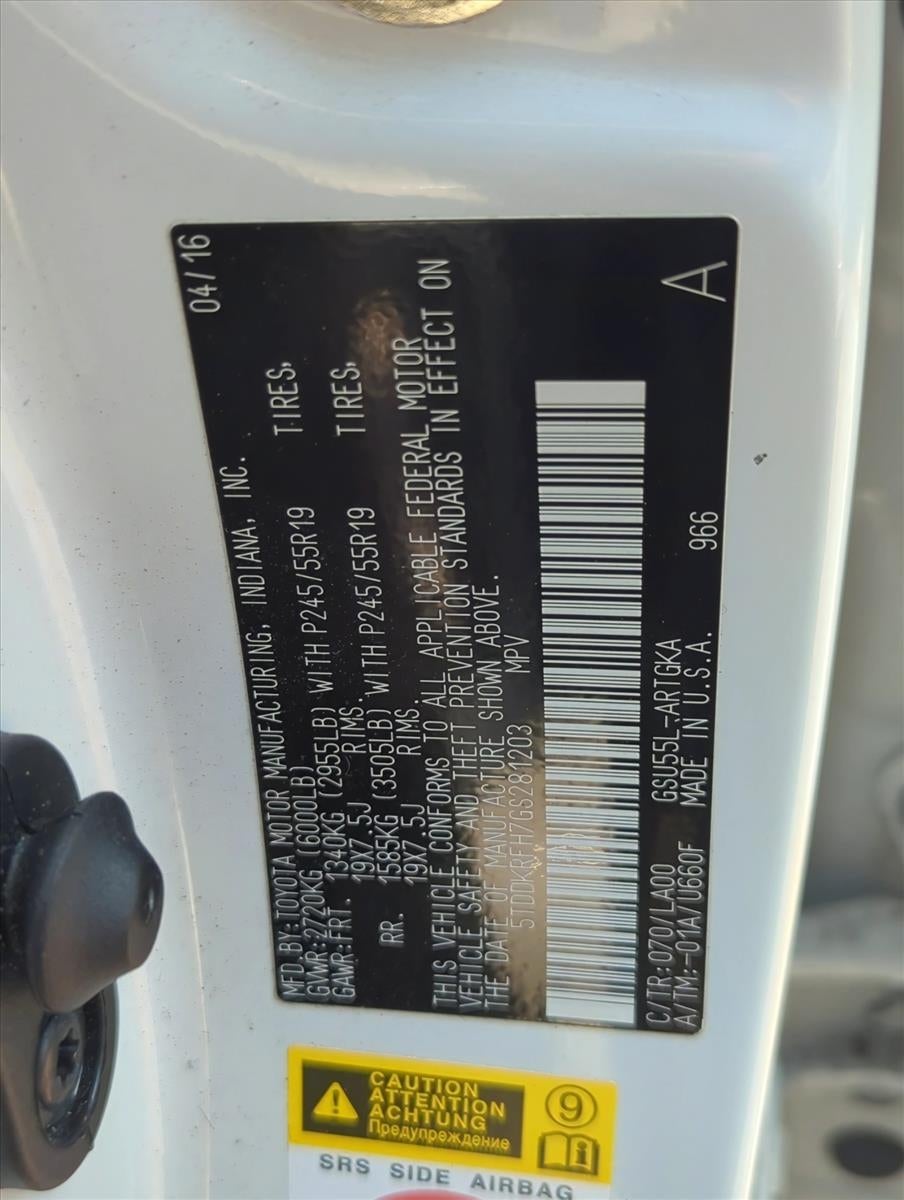 04/16
MFD.BY:TOYOTA MOTOR MANUFACTURING, INDIANA, INC.
GVWR:2720KG (6000LB)
GAWR:FRT. 1340KG (2955LB) WITH P245/55R19 TIRES,
19X7.5J RIMS.
RR. 1585KG (3505LB) WITH P245/55R19 TIRES,
19X7.5J RIMS.
THIS VEHICLE CONFORMS TO ALL APPLICABLE FEDERAL MOTOR
VEHICLE SAFETY AND THEFT PREVENTION STANDARDS IN EFFECT ON
THE DATE OF MANUFACTURE SHOWN ABOVE.
5TDDKRFH7GS281203 MPV
C/TR:070/LA00 GSU55L-ARTGKA 966
A/TM:-01A/U660F MADE IN U.S.A.
A
CAUTION
ATTENTION
ACHTUNG
Предупреждение
9
SRS SIDE AIRBAG